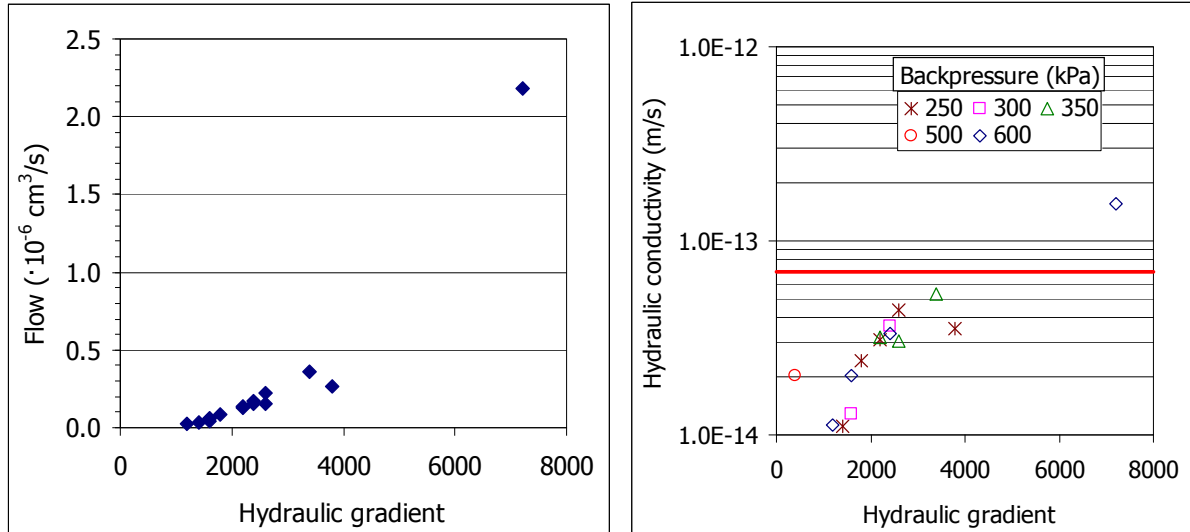 2.5
2.0
1.5
1.0
0.5
0.0
Flow (·10⁻⁶ cm³/s)
0 2000 4000 6000 8000
Hydraulic gradient
1.0E-12
1.0E-13
1.0E-14
Hydraulic conductivity (m/s)
Backpressure (kPa)
250 300 350
500 600
0 2000 4000 6000 8000
Hydraulic gradient